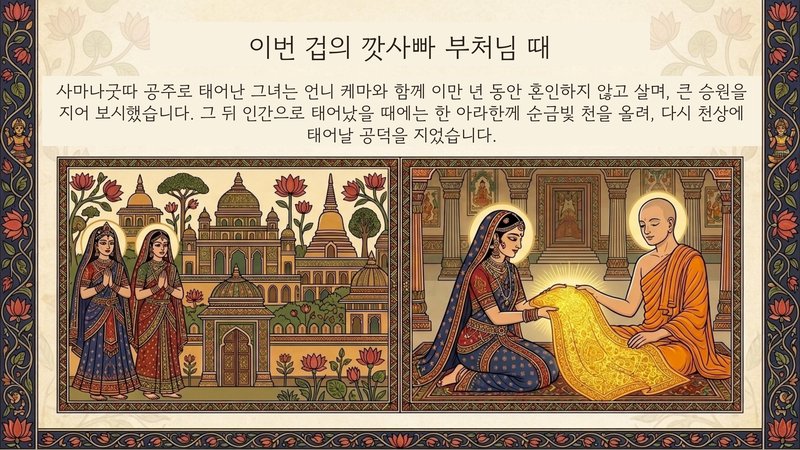 이번 겁의 깟사빠 부처님 때
사마나굿따 공주로 태어난 그녀는 언니 케마와 함께 이만 년 동안 혼인하지 않고 살며, 큰 승원을
지어 보시했습니다. 그 뒤 인간으로 태어났을 때에는 한 아라한께 순금빛 천을 올려, 다시 천상에
태어날 공덕을 지었습니다.